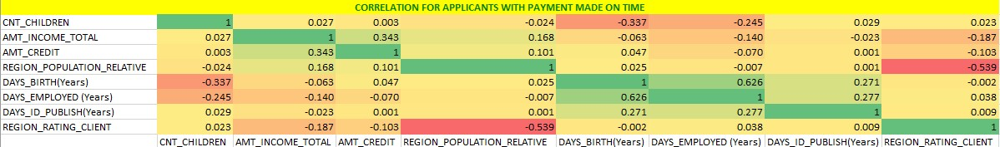 CORRELATION FOR APPLICANTS WITH PAYMENT MADE ON TIME
CNT_CHILDREN 1 0.027 0.003 -0.024 -0.337 -0.245 0.029 0.023
AMT_INCOME_TOTAL 0.027 1 0.343 0.168 -0.063 -0.140 -0.023 -0.187
AMT_CREDIT 0.003 0.343 1 0.101 0.047 -0.070 0.001 -0.103
REGION_POPULATION_RELATIVE -0.024 0.168 0.101 1 0.025 -0.007 0.001 -0.539
DAYS_BIRTH(Years) -0.337 -0.063 0.047 0.025 1 0.626 0.271 -0.002
DAYS_EMPLOYED (Years) -0.245 -0.140 -0.070 -0.007 0.626 1 0.277 0.038
DAYS_ID_PUBLISH(Years) 0.029 -0.023 0.001 0.001 0.271 0.277 1 0.009
REGION_RATING_CLIENT 0.023 -0.187 -0.103 -0.539 -0.002 0.038 0.009 1
CNT_CHILDREN AMT_INCOME_TOTAL AMT_CREDIT REGION_POPULATION_RELATIVE DAYS_BIRTH(Years) DAYS_EMPLOYED (Years) DAYS_ID_PUBLISH(Years) REGION_RATING_CLIENT